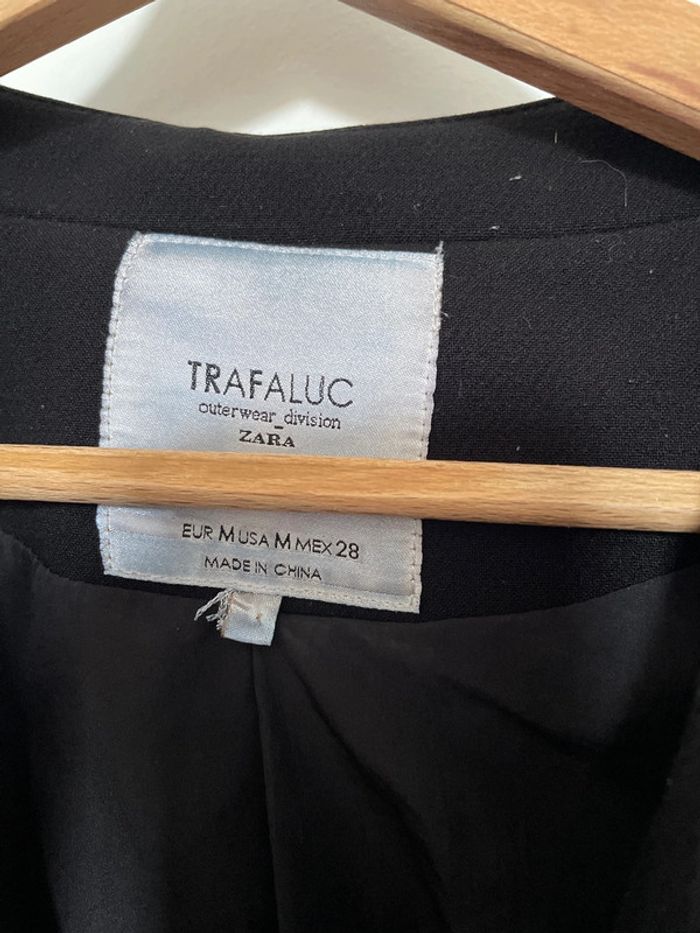 TRAFALUC
outerwear_division
ZARA
EUR M USA M MEX 28
MADE IN CHINA